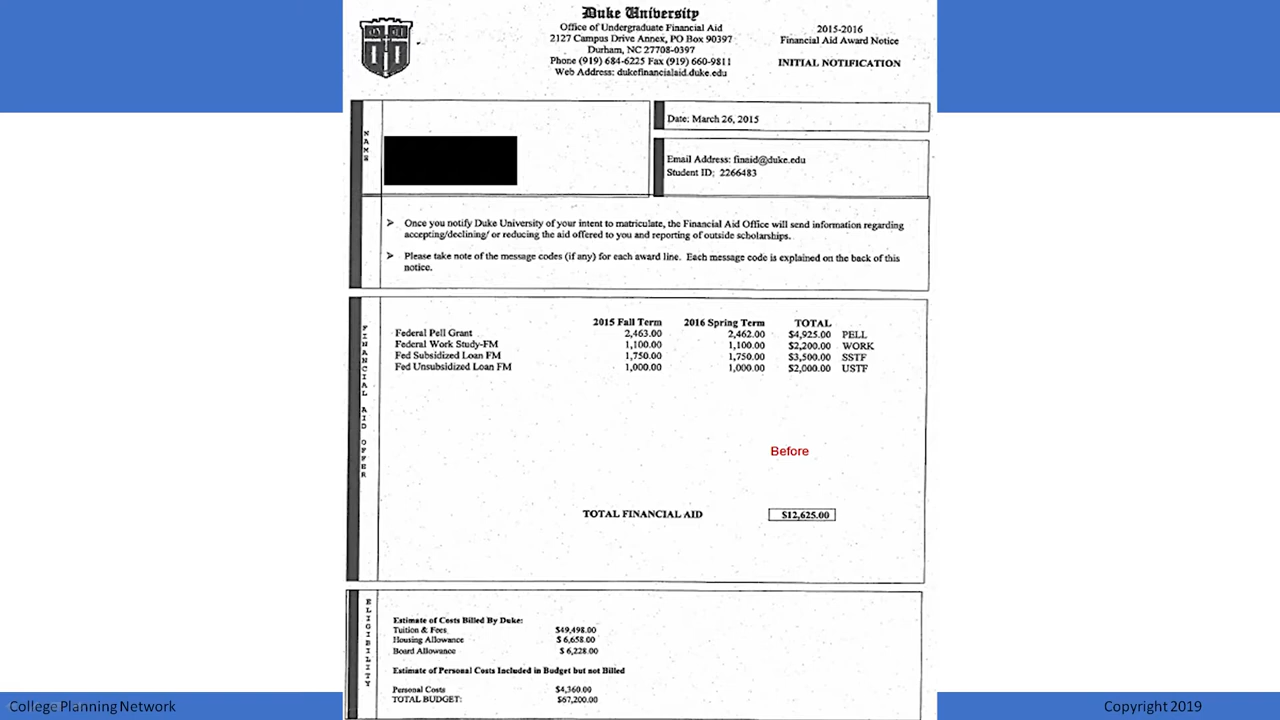 Duke University
Office of Undergraduate Financial Aid
2127 Campus Drive Annex, PO Box 90397
Durham, NC 27708-0397
Phone (919) 684-6225 Fax (919) 660-9811
Web Address: dukefinancialaid.duke.edu
2015-2016
Financial Aid Award Notice
INITIAL NOTIFICATION
NAME
Date: March 26, 2015
Email Address: finaid@duke.edu
Student ID: 2266483
➢ Once you notify Duke University of your intent to matriculate, the Financial Aid Office will send information regarding
accepting/declining/ or reducing the aid offered to you and reporting of outside scholarships.
➢ Please take note of the message codes (if any) for each award line. Each message code is explained on the back of this
notice.
FINANCIAL AID OFFER
2015 Fall Term 2016 Spring Term TOTAL
Federal Pell Grant 2,463.00 2,462.00 $4,925.00 PELL
Federal Work Study-FM 1,100.00 1,100.00 $2,200.00 WORK
Fed Subsidized Loan FM 1,750.00 1,750.00 $3,500.00 SSTF
Fed Unsubsidized Loan FM 1,000.00 1,000.00 $2,000.00 USTF
Before
TOTAL FINANCIAL AID $12,625.00
ELIGIBILITY
Estimate of Costs Billed By Duke:
Tuition & Fees $49,498.00
Housing Allowance $ 6,658.00
Board Allowance $ 6,228.00
Estimate of Personal Costs Included in Budget but not Billed
Personal Costs $4,360.00
TOTAL BUDGET: $67,200.00
College Planning Network
Copyright 2019